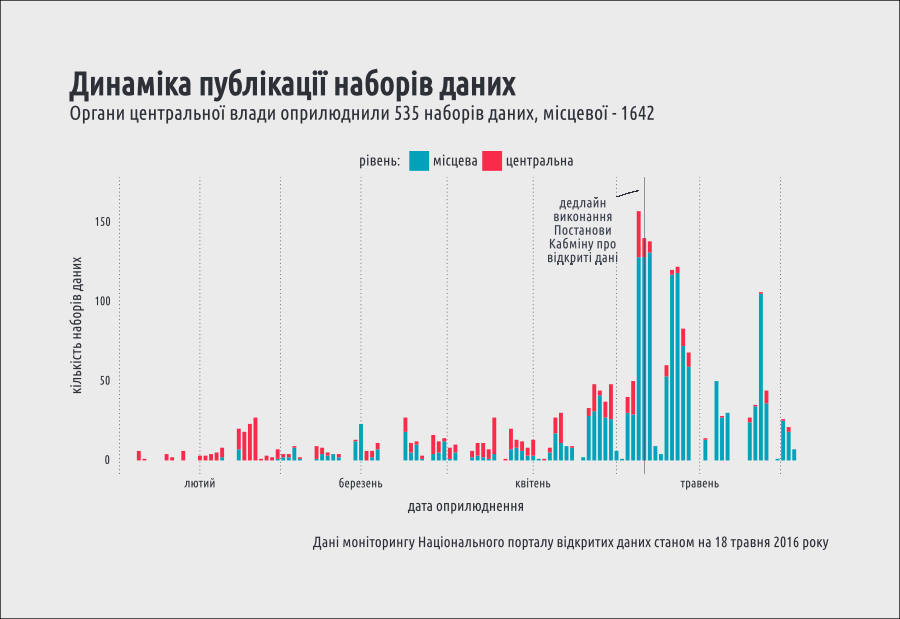 Динаміка публікації наборів даних
Органи центральної влади оприлюднили 535 наборів даних, місцевої - 1642
рівень: місцева центральна
дедлайн
виконання
Постанови
Кабміну про
відкриті дані
кількість наборів даних
150
100
50
0
лютий березень квітень травень
дата оприлюднення
Дані моніторингу Національного порталу відкритих даних станом на 18 травня 2016 року